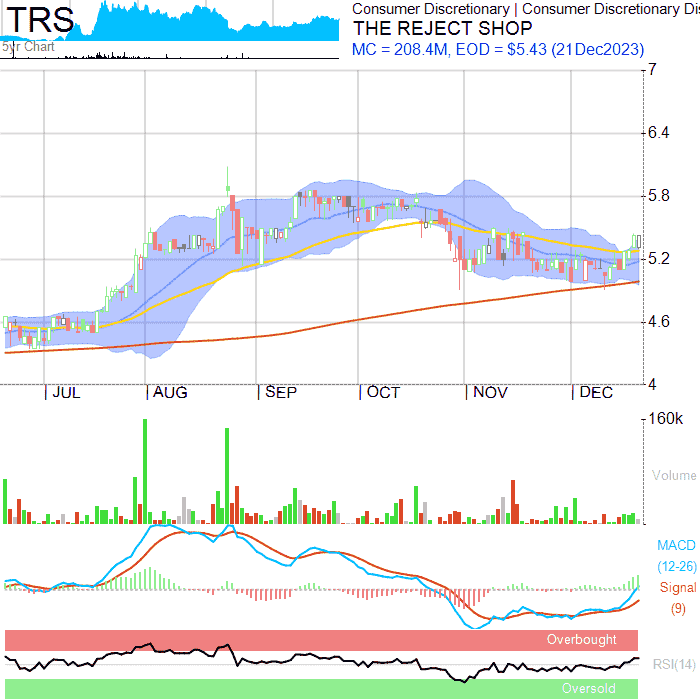 TRS
5yr Chart
Consumer Discretionary | Consumer Discretionary Dis
THE REJECT SHOP
MC = 208.4M, EOD = $5.43 (21Dec2023)
7
6.4
5.8
5.2
4.6
4
JUL AUG SEP OCT NOV DEC
160k
Volume
MACD
(12-26)
Signal
(9)
Overbought
RSI(14)
Oversold